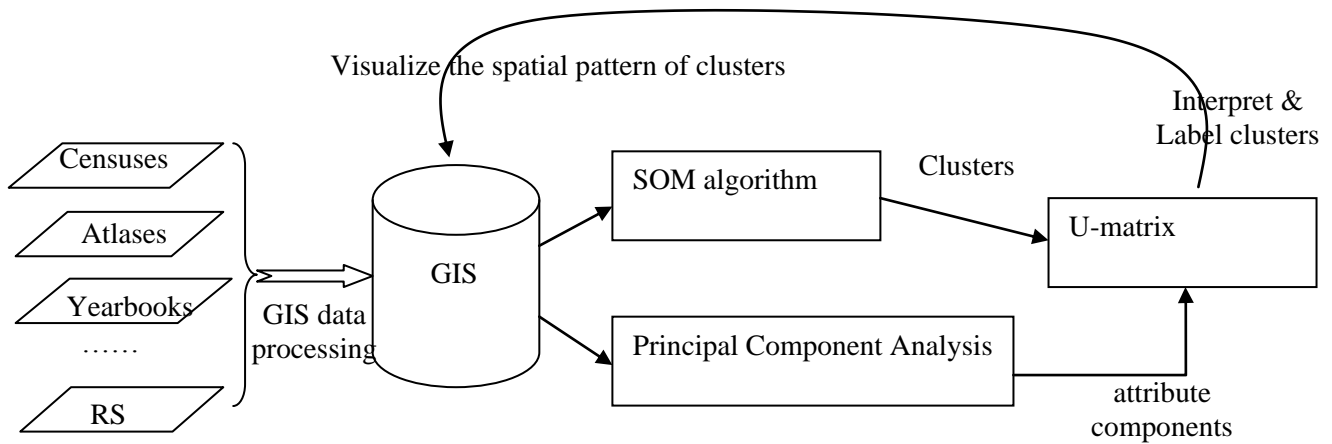 Visualize the spatial pattern of clusters
Interpret &
Label clusters
Censuses
Atlases
Yearbooks
......
RS
GIS data
processing
GIS
SOM algorithm
Clusters
U-matrix
Principal Component Analysis
attribute
components